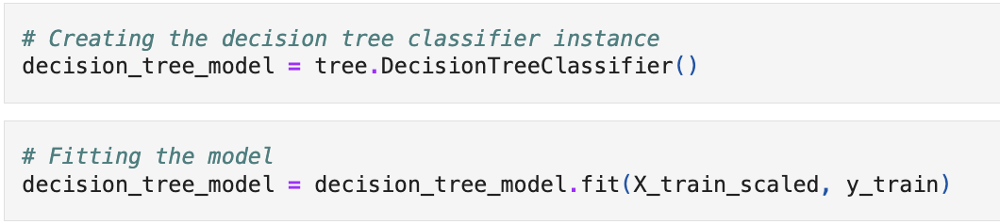 # Creating the decision tree classifier instance
decision_tree_model = tree.DecisionTreeClassifier()
# Fitting the model
decision_tree_model = decision_tree_model.fit(X_train_scaled, y_train)